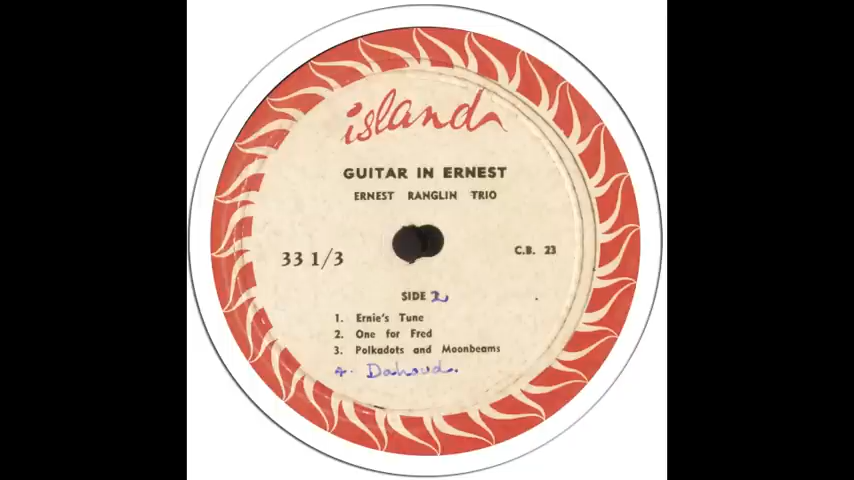 island
GUITAR IN ERNEST
ERNEST RANGLIN TRIO
33 1/3
C.B. 23
SIDE 2
1. Ernie's Tune
2. One for Fred
3. Polkadots and Moonbeams
4. Dahoud.